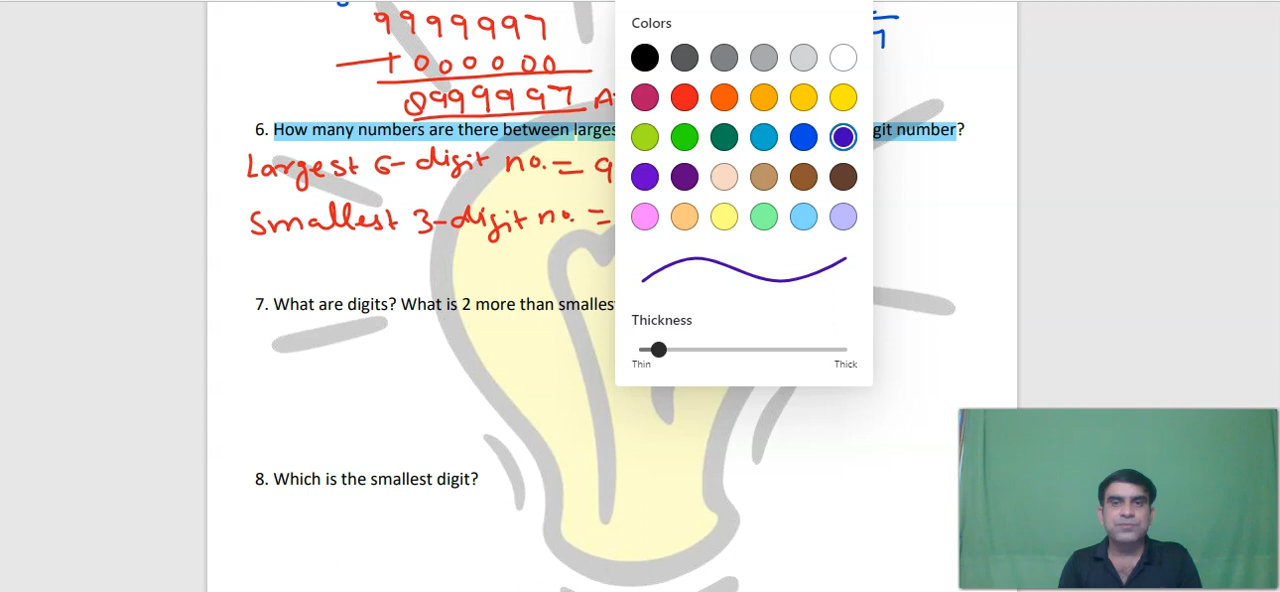 9999997
+000000
0999997 A
6. How many numbers are there between larges git number?
Largest 6-digit no. = 9
Smallest 3-digit no. =
7. What are digits? What is 2 more than smalles
8. Which is the smallest digit?
Colors
Thickness
Thin Thick